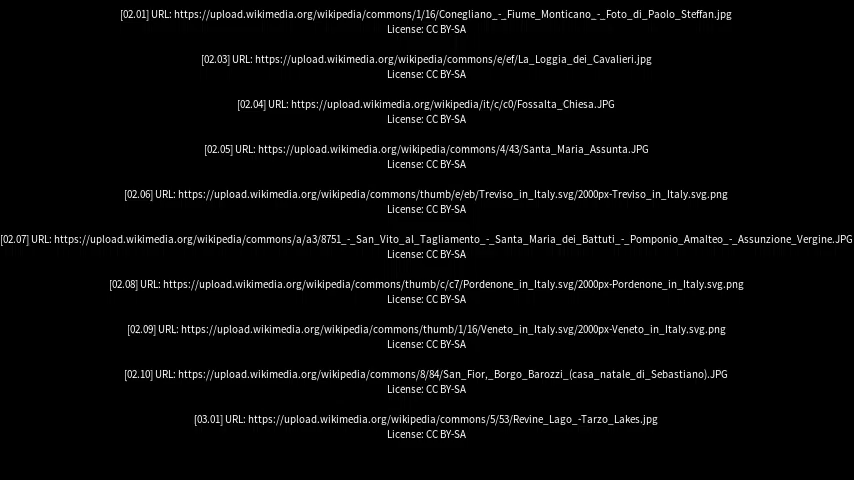 [02.01] URL: https://upload.wikimedia.org/wikipedia/commons/1/16/Conegliano_-_Fiume_Monticano_-_Foto_di_Paolo_Steffan.jpg
License: CC BY-SA
[02.03] URL: https://upload.wikimedia.org/wikipedia/commons/e/ef/La_Loggia_dei_Cavalieri.jpg
License: CC BY-SA
[02.04] URL: https://upload.wikimedia.org/wikipedia/it/c/c0/Fossalta_Chiesa.JPG
License: CC BY-SA
[02.05] URL: https://upload.wikimedia.org/wikipedia/commons/4/43/Santa_Maria_Assunta.JPG
License: CC BY-SA
[02.06] URL: https://upload.wikimedia.org/wikipedia/commons/thumb/e/eb/Treviso_in_Italy.svg/2000px-Treviso_in_Italy.svg.png
License: CC BY-SA
[02.07] URL: https://upload.wikimedia.org/wikipedia/commons/a/a3/8751_-_San_Vito_al_Tagliamento_-_Santa_Maria_dei_Battuti_-_Pomponio_Amalteo_-_Assunzione_Vergine.JPG
License: CC BY-SA
[02.08] URL: https://upload.wikimedia.org/wikipedia/commons/thumb/c/c7/Pordenone_in_Italy.svg/2000px-Pordenone_in_Italy.svg.png
License: CC BY-SA
[02.09] URL: https://upload.wikimedia.org/wikipedia/commons/thumb/1/16/Veneto_in_Italy.svg/2000px-Veneto_in_Italy.svg.png
License: CC BY-SA
[02.10] URL: https://upload.wikimedia.org/wikipedia/commons/8/84/San_Fior,_Borgo_Barozzi_(casa_natale_di_Sebastiano).JPG
License: CC BY-SA
[03.01] URL: https://upload.wikimedia.org/wikipedia/commons/5/53/Revine_Lago_-Tarzo_Lakes.jpg
License: CC BY-SA